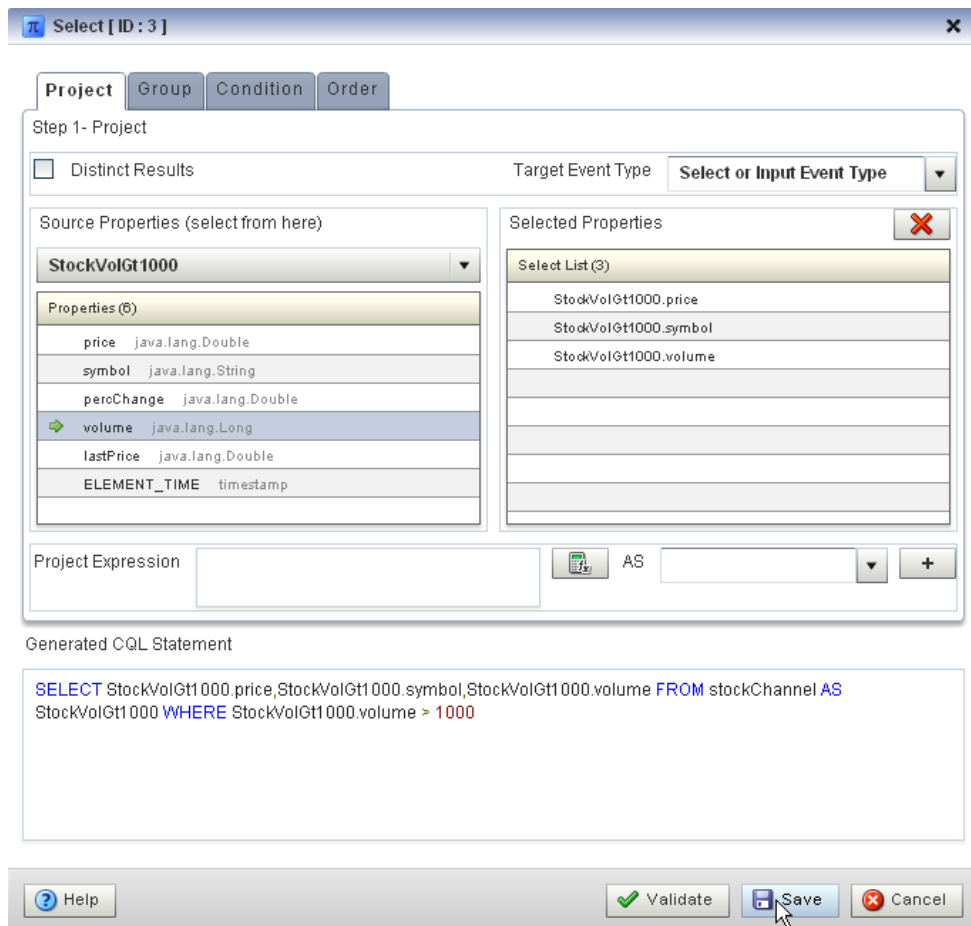 π Select [ ID : 3 ]
Project Group Condition Order
Step 1- Project
Distinct Results Target Event Type Select or Input Event Type
Source Properties (select from here) Selected Properties
StockVolGt1000 Select List (3)
Properties (6) StockVolGt1000.price
price java.lang.Double StockVolGt1000.symbol
symbol java.lang.String StockVolGt1000.volume
percChange java.lang.Double
volume java.lang.Long
lastPrice java.lang.Double
ELEMENT_TIME timestamp
Project Expression fx AS +
Generated CQL Statement
SELECT StockVolGt1000.price,StockVolGt1000.symbol,StockVolGt1000.volume FROM stockChannel AS
StockVolGt1000 WHERE StockVolGt1000.volume > 1000
? Help Validate Save Cancel